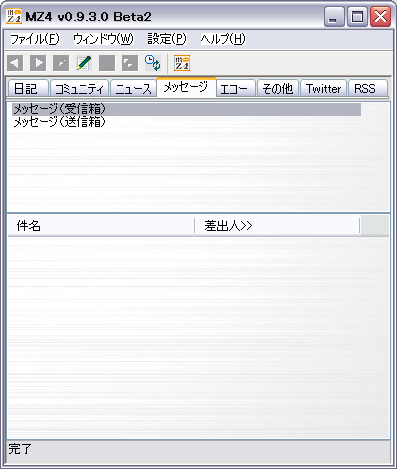 MZ4 v0.9.3.0 Beta2
ファイル(F) ウィンドウ(W) 設定(P) ヘルプ(H)
日記 コミュニティ ニュース メッセージ エコー その他 Twitter RSS
メッセージ(受信箱)
メッセージ(送信箱)
件名 差出人>>
完了